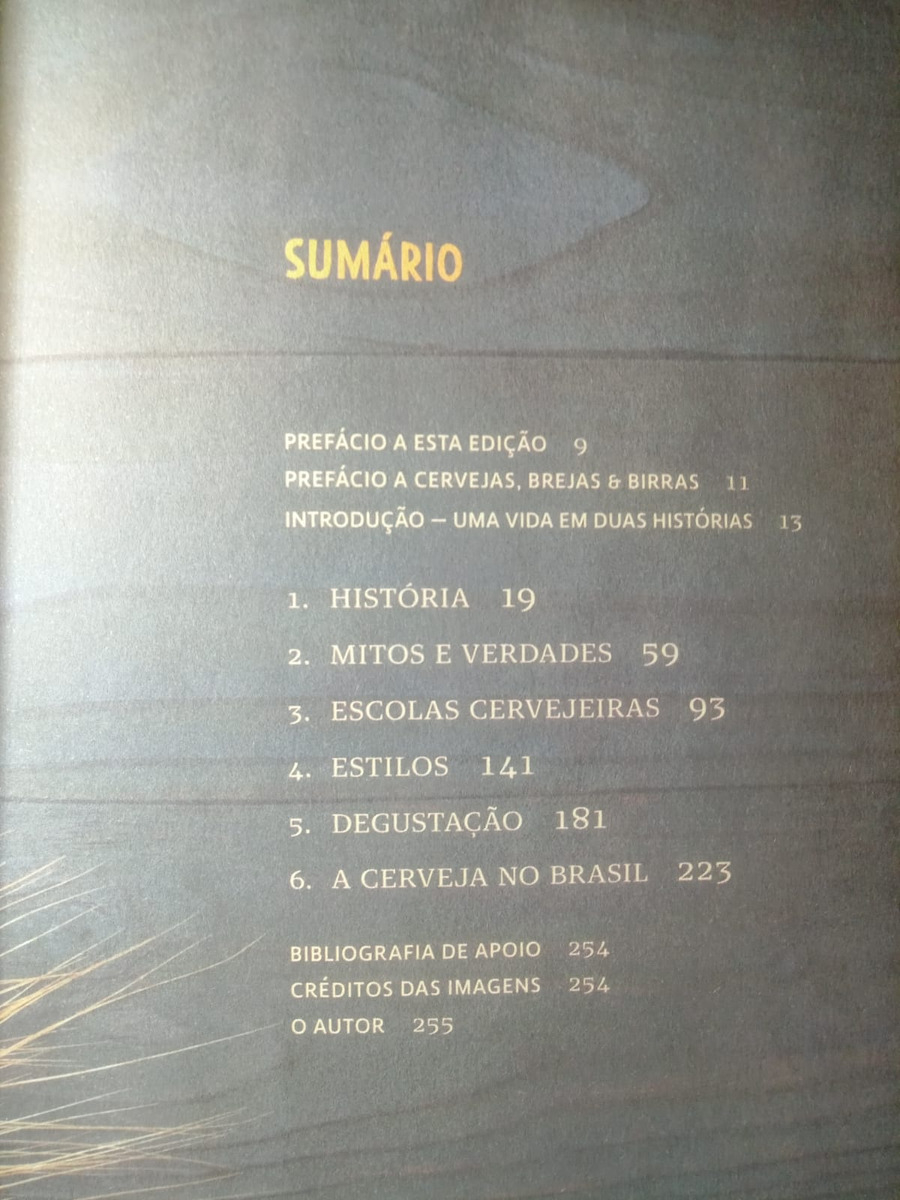 SUMÁRIO
PREFÁCIO A ESTA EDIÇÃO 9
PREFÁCIO A CERVEJAS, BREJAS & BIRRAS 11
INTRODUÇÃO — UMA VIDA EM DUAS HISTÓRIAS 13
1. HISTÓRIA 19
2. MITOS E VERDADES 59
3. ESCOLAS CERVEJEIRAS 93
4. ESTILOS 141
5. DEGUSTAÇÃO 181
6. A CERVEJA NO BRASIL 223
BIBLIOGRAFIA DE APOIO 254
CRÉDITOS DAS IMAGENS 254
O AUTOR 255